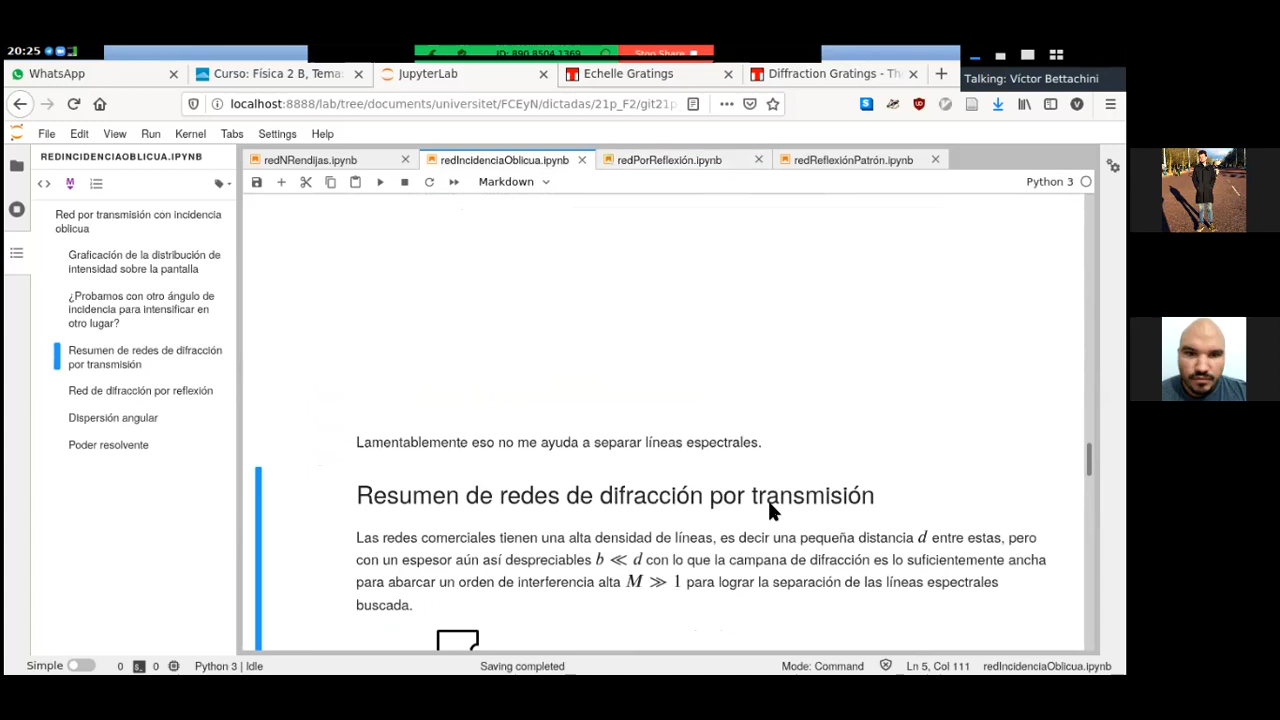 20:25
ID: 890 8504 1369
Stop Share
WhatsApp
Curso: Física 2 B, Tema:
JupyterLab
Echelle Gratings
Diffraction Gratings - Th
Talking: Víctor Bettachini
localhost:8888/lab/tree/documents/universitet/FCEyN/dictadas/21p_F2/git21p
File Edit View Run Kernel Tabs Settings Help
REDINCIDENCIAOBLICUA.IPYNB
redNRendijas.ipynb
redIncidenciaOblicua.ipynb
redPorReflexión.ipynb
redReflexiónPatrón.ipynb
Markdown
Python 3
Red por transmisión con incidencia
oblicua
Graficación de la distribución de
intensidad sobre la pantalla
¿Probamos con otro ángulo de
incidencia para intensificar en
otro lugar?
Resumen de redes de difracción
por transmisión
Red de difracción por reflexión
Dispersión angular
Poder resolvente
Lamentablemente eso no me ayuda a separar líneas espectrales.
Resumen de redes de difracción por transmisión
Las redes comerciales tienen una alta densidad de líneas, es decir una pequeña distancia d entre estas, pero
con un espesor aún así despreciables b ≪ d con lo que la campana de difracción es lo suficientemente ancha
para abarcar un orden de interferencia alta M ≫ 1 para lograr la separación de las líneas espectrales
buscada.
Simple 0 0 Python 3 | Idle Saving completed Mode: Command Ln 5, Col 111 redIncidenciaOblicua.ipynb